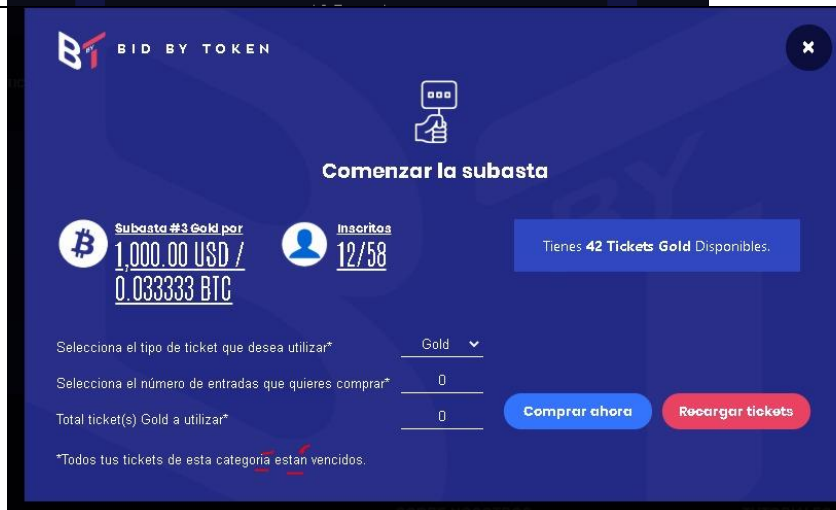 BT BY BID BY TOKEN
×
Comenzar la subasta
Subasta #3 Gold por
1,000.00 USD /
0.033333 BTC
Inscritos
12/58
Tienes 42 Tickets Gold Disponibles.
Selecciona el tipo de ticket que desea utilizar* Gold
Selecciona el número de entradas que quieres comprar* 0
Total ticket(s) Gold a utilizar* 0
Comprar ahora
Recargar tickets
*Todos tus tickets de esta categoria estan vencidos.